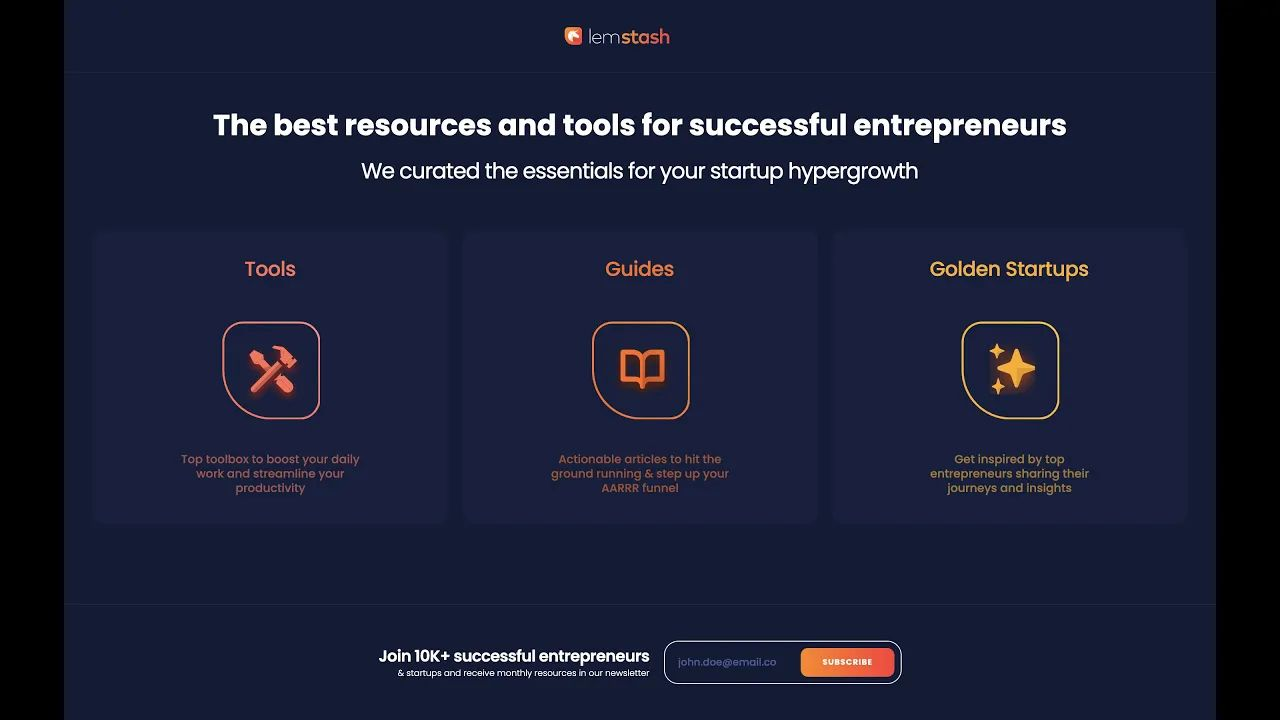 lemstash
The best resources and tools for successful entrepreneurs
We curated the essentials for your startup hypergrowth
Tools
Top toolbox to boost your daily
work and streamline your
productivity
Guides
Actionable articles to hit the
ground running & step up your
AARRR funnel
Golden Startups
Get inspired by top
entrepreneurs sharing their
journeys and insights
Join 10K+ successful entrepreneurs
& startups and receive monthly resources in our newsletter
john.doe@email.co
SUBSCRIBE